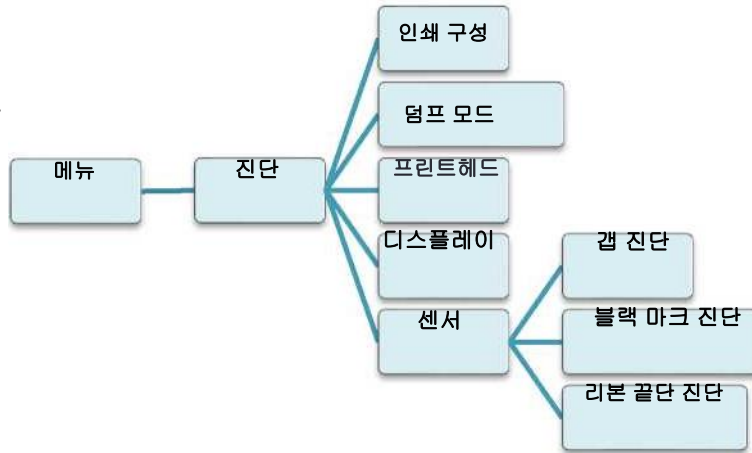 메뉴
진단
인쇄 구성
덤프 모드
프린트헤드
디스플레이
센서
갭 진단
블랙 마크 진단
리본 끝단 진단